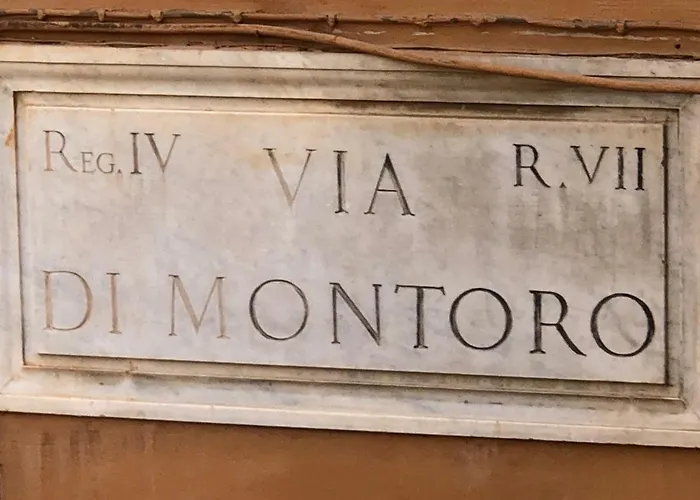 REG. IV VIA R. VII
DI MONTORO